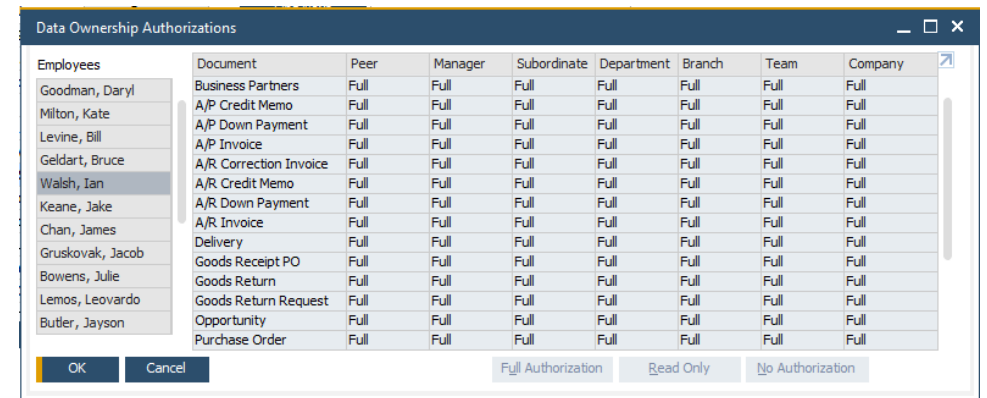 Data Ownership Authorizations
Employees
Goodman, Daryl
Milton, Kate
Levine, Bill
Geldart, Bruce
Walsh, Ian
Keane, Jake
Chan, James
Gruskovak, Jacob
Bowens, Julie
Lemos, Leovardo
Butler, Jayson
Document Peer Manager Subordinate Department Branch Team Company
Business Partners Full Full Full Full Full Full Full
A/P Credit Memo Full Full Full Full Full Full Full
A/P Down Payment Full Full Full Full Full Full Full
A/P Invoice Full Full Full Full Full Full Full
A/R Correction Invoice Full Full Full Full Full Full Full
A/R Credit Memo Full Full Full Full Full Full Full
A/R Down Payment Full Full Full Full Full Full Full
A/R Invoice Full Full Full Full Full Full Full
Delivery Full Full Full Full Full Full Full
Goods Receipt PO Full Full Full Full Full Full Full
Goods Return Full Full Full Full Full Full Full
Goods Return Request Full Full Full Full Full Full Full
Opportunity Full Full Full Full Full Full Full
Purchase Order Full Full Full Full Full Full Full
OK Cancel Full Authorization Read Only No Authorization